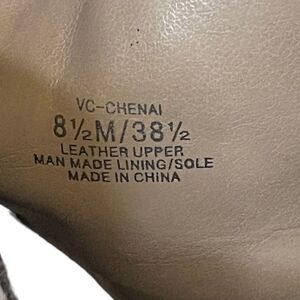 VC-CHENAI
8½M/38½
LEATHER UPPER
MAN MADE LINING/SOLE
MADE IN CHINA